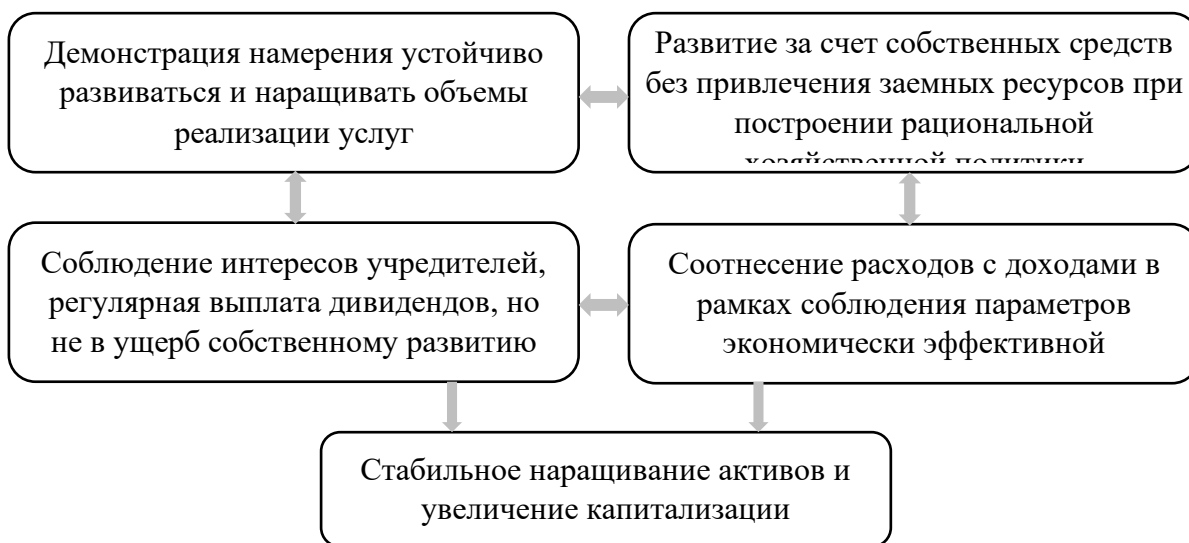 Демонстрация намерения устойчиво
развиваться и наращивать объемы
реализации услуг
Развитие за счет собственных средств
без привлечения заемных ресурсов при
построении рациональной
хозяйственной политики
Соблюдение интересов учредителей,
регулярная выплата дивидендов, но
не в ущерб собственному развитию
Соотнесение расходов с доходами в
рамках соблюдения параметров
экономически эффективной
Стабильное наращивание активов и
увеличение капитализации